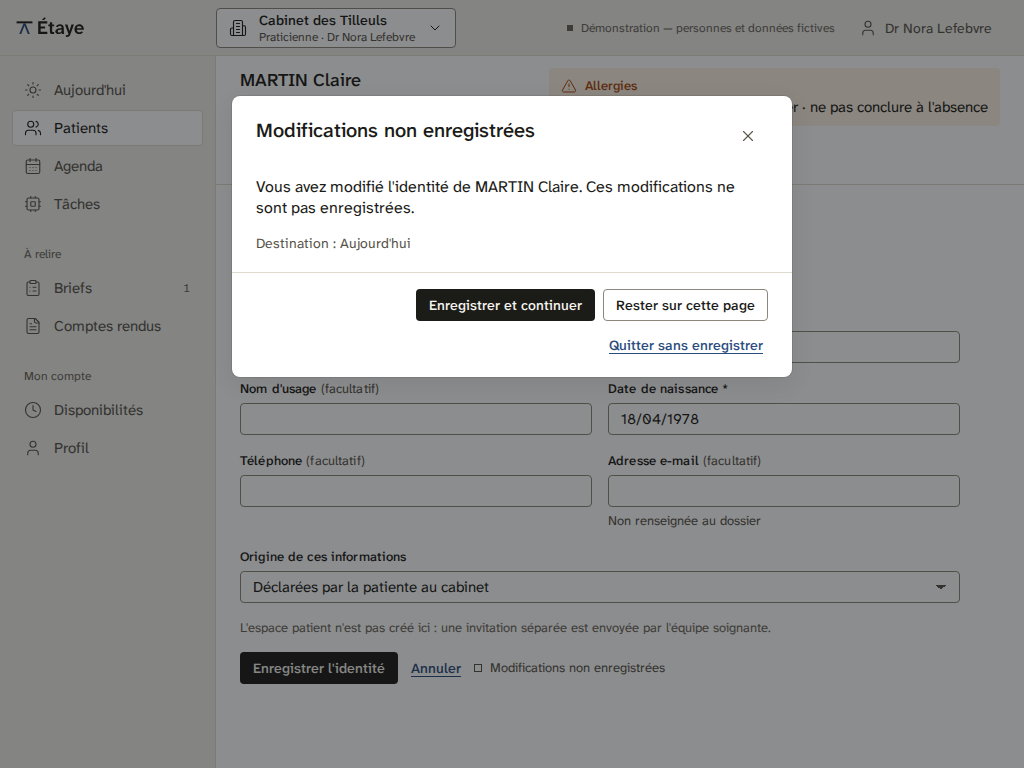 Étaye
Cabinet des Tilleuls
Praticienne · Dr Nora Lefebvre
Démonstration — personnes et données fictives
Dr Nora Lefebvre
Aujourd'hui
Patients
Agenda
Tâches
À relire
Briefs 1
Comptes rendus
Mon compte
Disponibilités
Profil
MARTIN Claire
Allergies
· ne pas conclure à l'absence
Modifications non enregistrées
Vous avez modifié l'identité de MARTIN Claire. Ces modifications ne
sont pas enregistrées.
Destination : Aujourd'hui
Enregistrer et continuer
Rester sur cette page
Quitter sans enregistrer
Nom d'usage (facultatif)
Date de naissance *
18/04/1978
Téléphone (facultatif)
Adresse e-mail (facultatif)
Non renseignée au dossier
Origine de ces informations
Déclarées par la patiente au cabinet
L'espace patient n'est pas créé ici : une invitation séparée est envoyée par l'équipe soignante.
Enregistrer l'identité
Annuler
Modifications non enregistrées